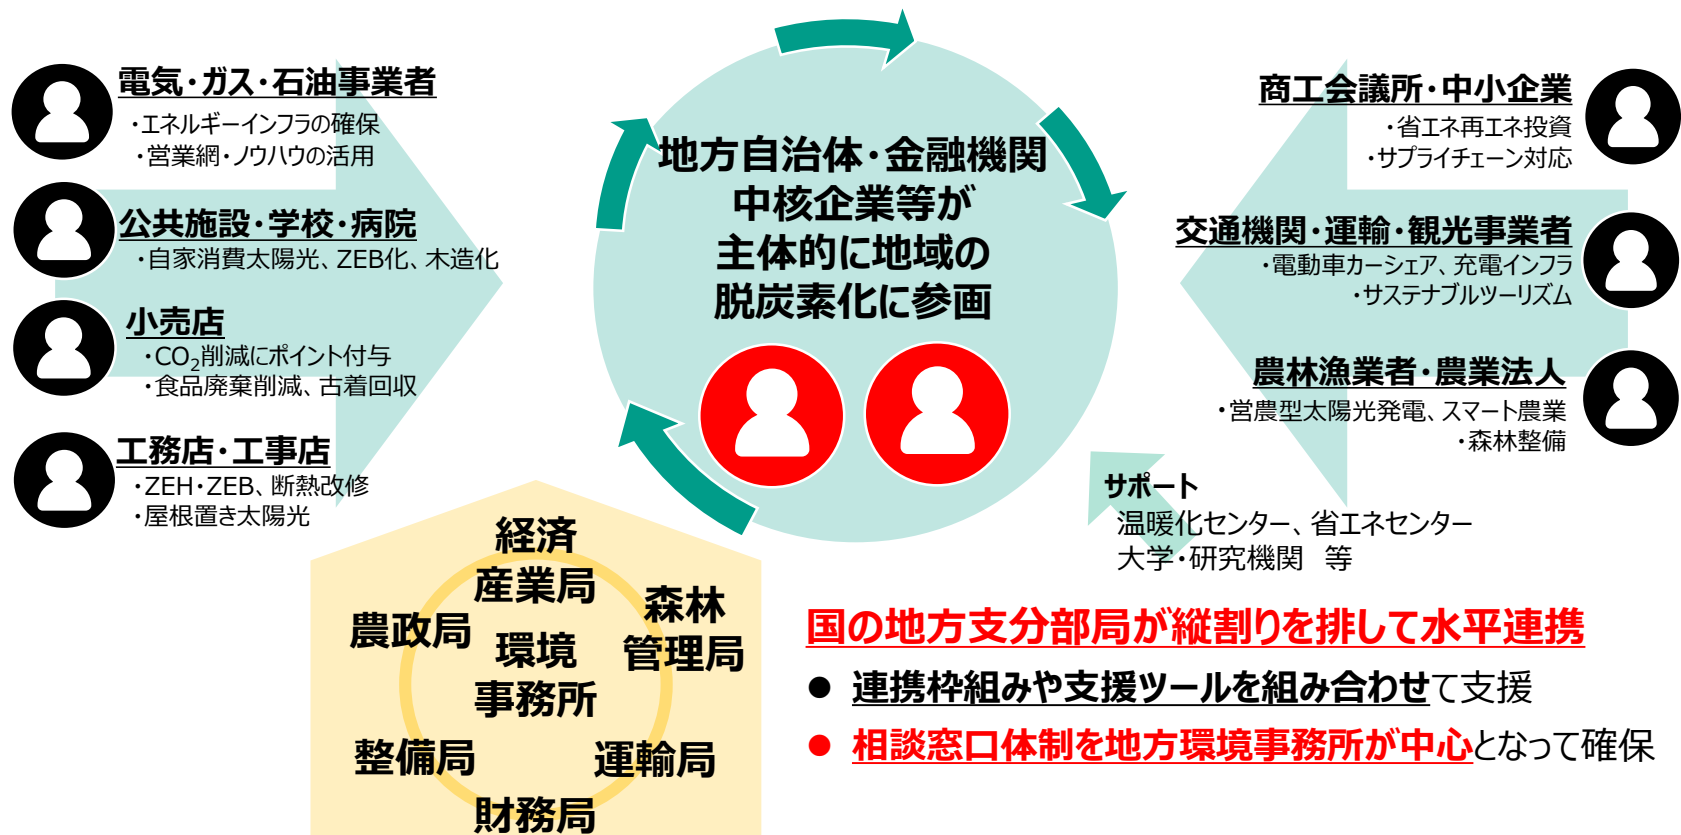 電気・ガス・石油事業者
・エネルギーインフラの確保
・営業網・ノウハウの活用
公共施設・学校・病院
・自家消費太陽光、ZEB化、木造化
小売店
・CO₂削減にポイント付与
・食品廃棄削減、古着回収
工務店・工事店
・ZEH・ZEB、断熱改修
・屋根置き太陽光
地方自治体・金融機関
中核企業等が
主体的に地域の
脱炭素化に参画
商工会議所・中小企業
・省エネ再エネ投資
・サプライチェーン対応
交通機関・運輸・観光事業者
・電動車カーシェア、充電インフラ
・サステナブルツーリズム
農林漁業者・農業法人
・営農型太陽光発電、スマート農業
・森林整備
サポート
温暖化センター、省エネセンター
大学・研究機関　等
経済
産業局
農政局
森林
管理局
環境
事務所
整備局
運輸局
財務局
国の地方支分部局が縦割りを排して水平連携
● 連携枠組みや支援ツールを組み合わせて支援
● 相談窓口体制を地方環境事務所が中心となって確保